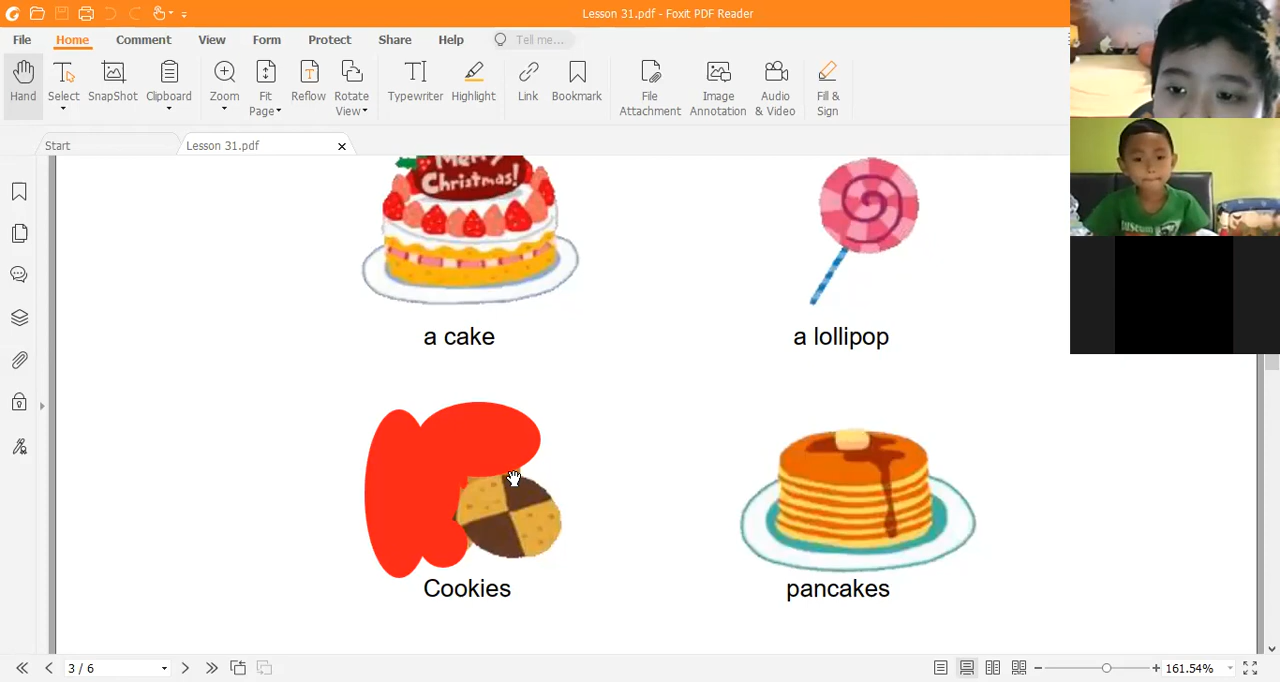 Lesson 31.pdf - Foxit PDF Reader
File Home Comment View Form Protect Share Help Tell me...
Hand Select SnapShot Clipboard Zoom Fit Page Reflow Rotate View Typewriter Highlight Link Bookmark File Attachment Image Annotation Audio & Video Fill & Sign
Start Lesson 31.pdf
Merry
Christmas!
a cake a lollipop
Cookies pancakes
3 / 6 161.54%